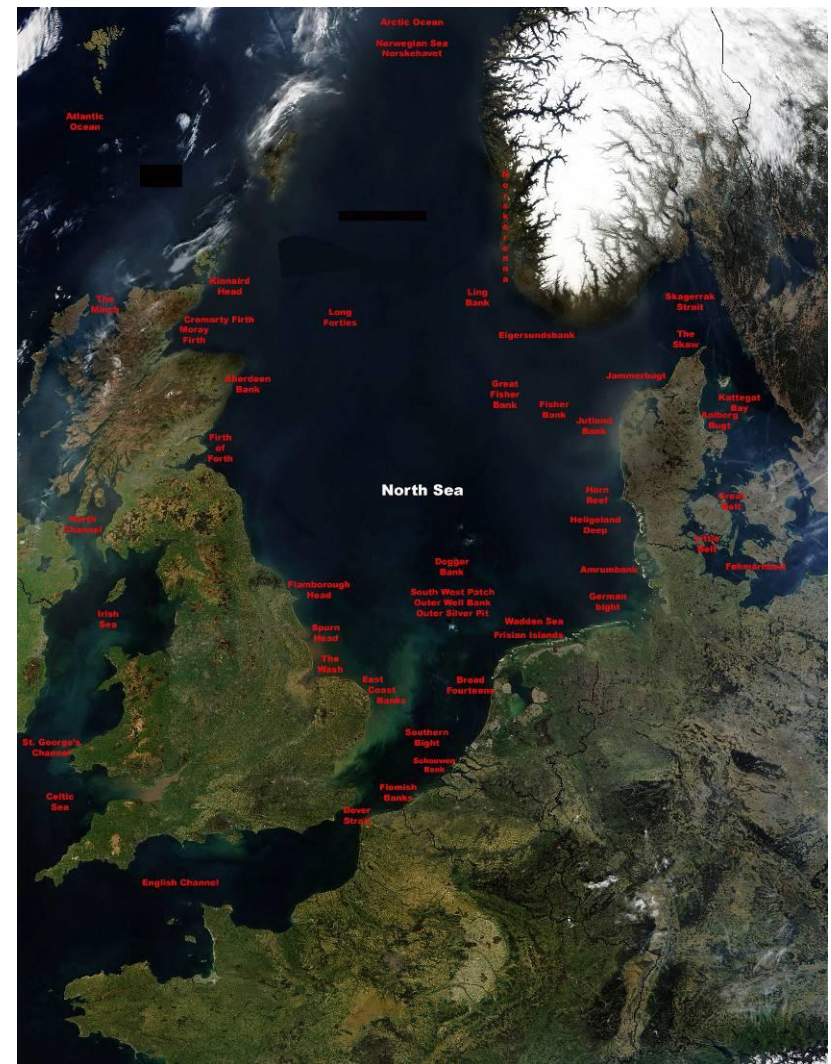 Arctic Ocean
Norwegian Sea
Norskehavet
Atlantic
Ocean
Norskerenna
Kinnaird
Head
The
Minch
Cromarty Firth
Moray
Firth
Long
Forties
Ling
Bank
Skagerrak
Strait
Eigersundsbank
The
Skaw
Aberdeen
Bank
Great
Fisher
Bank
Fisher
Bank
Jutland
Bank
Jammerbugt
Kattegat
Bay
Aalborg
Bugt
Firth
of
Forth
North Sea
Horn
Reef
Great
Belt
North
Channel
Heligoland
Deep
Little
Belt
Fehmarnbelt
Dogger
Bank
Amrumbank
Flamborough
Head
South West Patch
Outer Well Bank
Outer Silver Pit
German
bight
Irish
Sea
Spurn
Head
Wadden Sea
Frisian Islands
The
Wash
East
Coast
Banks
Broad
Fourteens
St. George's
Channel
Southern
Bight
Schouwen
Bank
Celtic
Sea
Flemish
Banks
Dover
Strait
English Channel